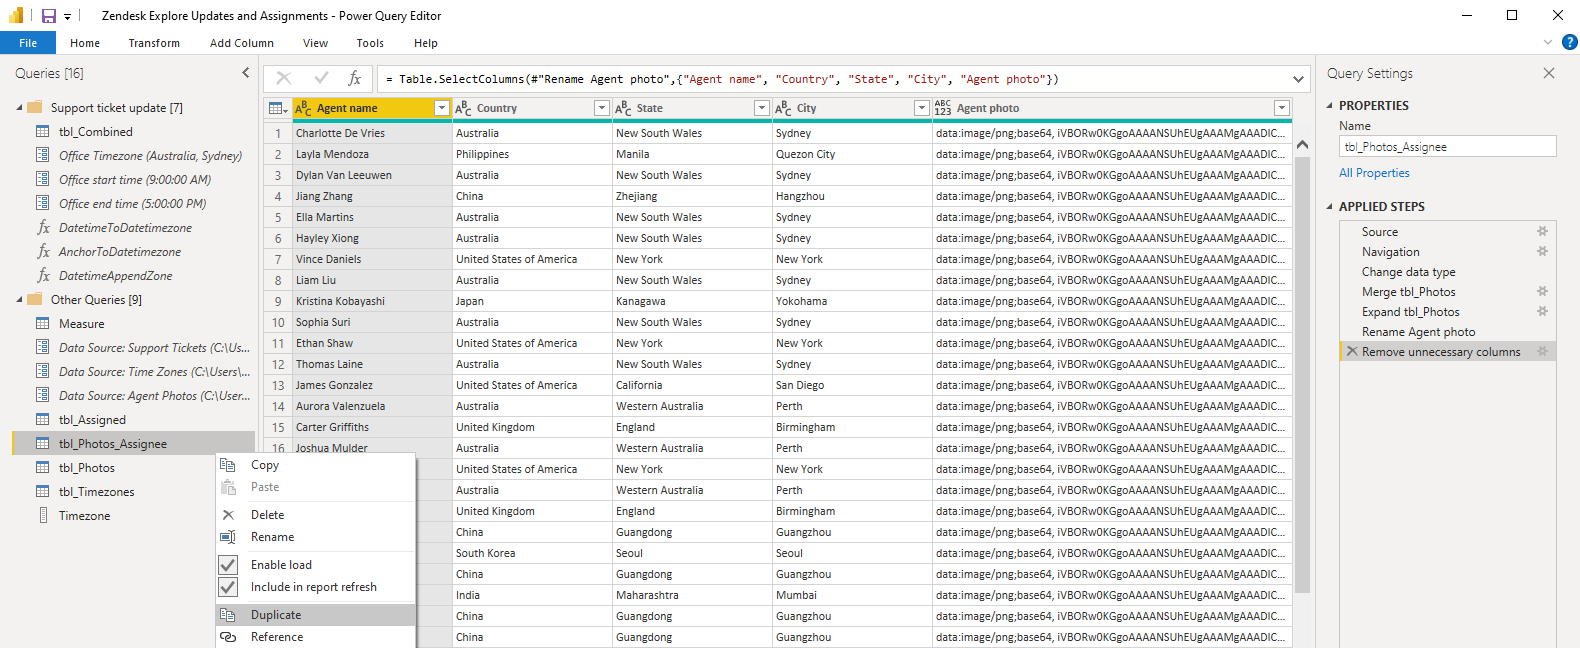 Zendesk Explore Updates and Assignments - Power Query Editor
File Home Transform Add Column View Tools Help ?
Queries [16]
Support ticket update [7]
tbl_Combined
Office Timezone (Australia, Sydney)
Office start time (9:00:00 AM)
Office end time (5:00:00 PM)
fx DatetimeToDatetimezone
fx AnchorToDatetimezone
fx DatetimeAppendZone
Other Queries [9]
Measure
Data Source: Support Tickets (C:\Us...
Data Source: Time Zones (C:\Users\...
Data Source: Agent Photos (C:\User...
tbl_Assigned
tbl_Photos_Assignee
tbl_Photos
tbl_Timezones
Timezone
Copy
Paste
Delete
Rename
Enable load
Include in report refresh
Duplicate
Reference
fx = Table.SelectColumns(#"Rename Agent photo",{"Agent name", "Country", "State", "City", "Agent photo"})
ABC Agent name ABC Country ABC State ABC City ABC 123 Agent photo
1 Charlotte De Vries Australia New South Wales Sydney data:image/png;base64, iVBORw0KGgoAAAANSUhEUgAAAMgAAADIC...
2 Layla Mendoza Philippines Manila Quezon City data:image/png;base64, iVBORw0KGgoAAAANSUhEUgAAAMgAAADIC...
3 Dylan Van Leeuwen Australia New South Wales Sydney data:image/png;base64, iVBORw0KGgoAAAANSUhEUgAAAMgAAADIC...
4 Jiang Zhang China Zhejiang Hangzhou data:image/png;base64, iVBORw0KGgoAAAANSUhEUgAAAMgAAADIC...
5 Ella Martins Australia New South Wales Sydney data:image/png;base64, iVBORw0KGgoAAAANSUhEUgAAAMgAAADIC...
6 Hayley Xiong Australia New South Wales Sydney data:image/png;base64, iVBORw0KGgoAAAANSUhEUgAAAMgAAADIC...
7 Vince Daniels United States of America New York New York data:image/png;base64, iVBORw0KGgoAAAANSUhEUgAAAMgAAADIC...
8 Liam Liu Australia New South Wales Sydney data:image/png;base64, iVBORw0KGgoAAAANSUhEUgAAAMgAAADIC...
9 Kristina Kobayashi Japan Kanagawa Yokohama data:image/png;base64, iVBORw0KGgoAAAANSUhEUgAAAMgAAADIC...
10 Sophia Suri Australia New South Wales Sydney data:image/png;base64, iVBORw0KGgoAAAANSUhEUgAAAMgAAADIC...
11 Ethan Shaw United States of America New York New York data:image/png;base64, iVBORw0KGgoAAAANSUhEUgAAAMgAAADIC...
12 Thomas Laine Australia New South Wales Sydney data:image/png;base64, iVBORw0KGgoAAAANSUhEUgAAAMgAAADIC...
13 James Gonzalez United States of America California San Diego data:image/png;base64, iVBORw0KGgoAAAANSUhEUgAAAMgAAADIC...
14 Aurora Valenzuela Australia Western Australia Perth data:image/png;base64, iVBORw0KGgoAAAANSUhEUgAAAMgAAADIC...
15 Carter Griffiths United Kingdom England Birmingham data:image/png;base64, iVBORw0KGgoAAAANSUhEUgAAAMgAAADIC...
16 Joshua Mulder Australia Western Australia Perth data:image/png;base64, iVBORw0KGgoAAAANSUhEUgAAAMgAAADIC...
United States of America New York New York data:image/png;base64, iVBORw0KGgoAAAANSUhEUgAAAMgAAADIC...
Australia Western Australia Perth data:image/png;base64, iVBORw0KGgoAAAANSUhEUgAAAMgAAADIC...
United Kingdom England Birmingham data:image/png;base64, iVBORw0KGgoAAAANSUhEUgAAAMgAAADIC...
China Guangdong Guangzhou data:image/png;base64, iVBORw0KGgoAAAANSUhEUgAAAMgAAADIC...
South Korea Seoul Seoul data:image/png;base64, iVBORw0KGgoAAAANSUhEUgAAAMgAAADIC...
China Guangdong Guangzhou data:image/png;base64, iVBORw0KGgoAAAANSUhEUgAAAMgAAADIC...
India Maharashtra Mumbai data:image/png;base64, iVBORw0KGgoAAAANSUhEUgAAAMgAAADIC...
China Guangdong Guangzhou data:image/png;base64, iVBORw0KGgoAAAANSUhEUgAAAMgAAADIC...
China Guangdong Guangzhou data:image/png;base64, iVBORw0KGgoAAAANSUhEUgAAAMgAAADIC...
Query Settings
PROPERTIES
Name
tbl_Photos_Assignee
All Properties
APPLIED STEPS
Source
Navigation
Change data type
Merge tbl_Photos
Expand tbl_Photos
Rename Agent photo
Remove unnecessary columns